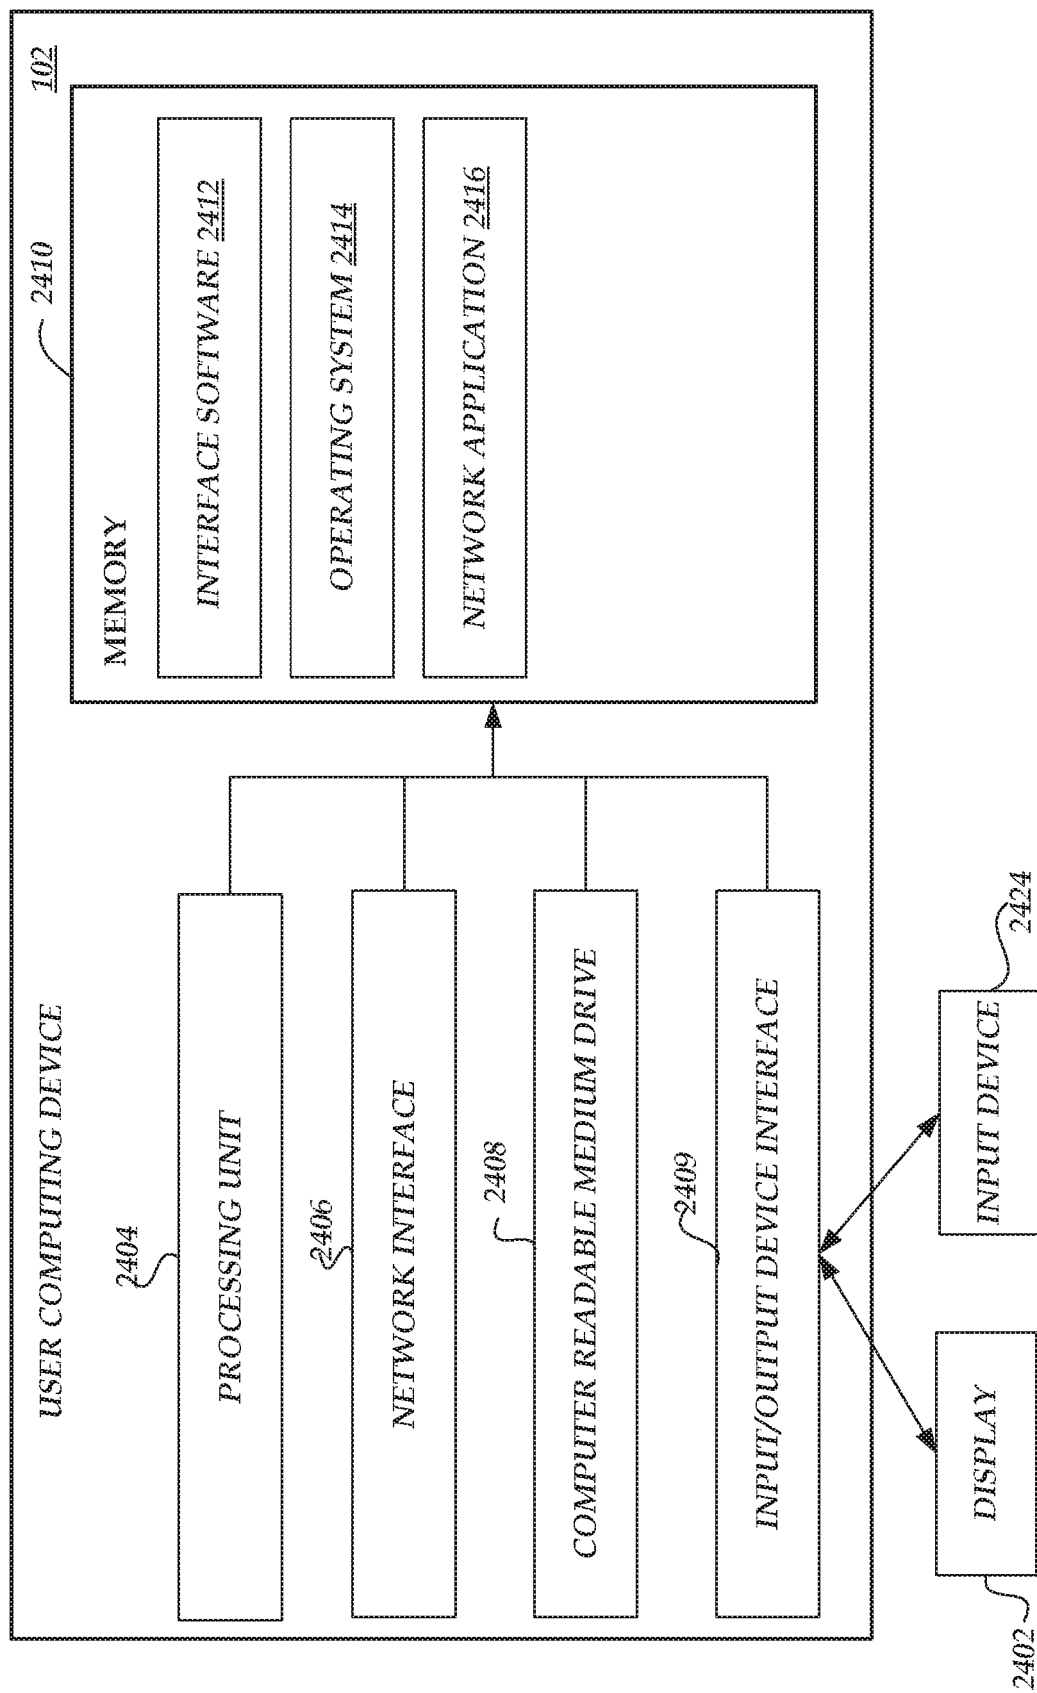 USER COMPUTING DEVICE
102
2404
PROCESSING UNIT
2406
NETWORK INTERFACE
2408
COMPUTER READABLE MEDIUM DRIVE
2409
INPUT/OUTPUT DEVICE INTERFACE
2410
MEMORY
INTERFACE SOFTWARE 2412
OPERATING SYSTEM 2414
NETWORK APPLICATION 2416
2402
DISPLAY
INPUT DEVICE
2424